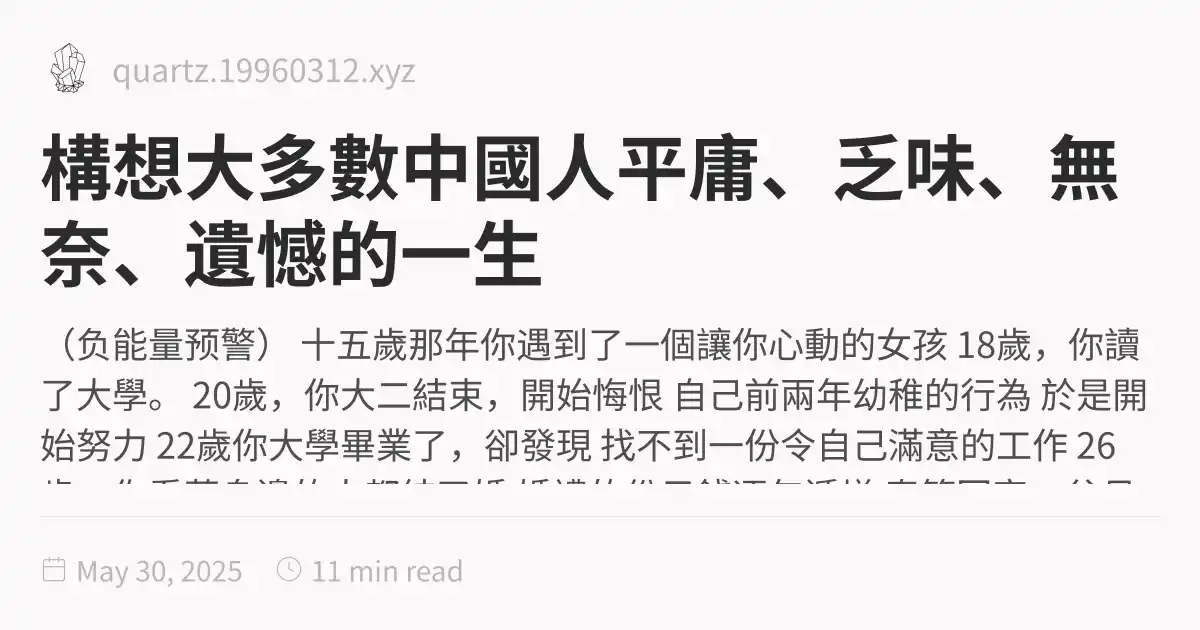 quartz.19960312.xyz
構想大多數中國人平庸、乏味、無
奈、遺憾的一生
（负能量预警） 十五歲那年你遇到了一個讓你心動的女孩 18歲，你讀
了大學。 20歲，你大二結束，開始悔恨 自己前兩年幼稚的行為 於是開
始努力 22歲你大學畢業了，卻發現 找不到一份令自己滿意的工作 26
May 30, 2025 11 min read